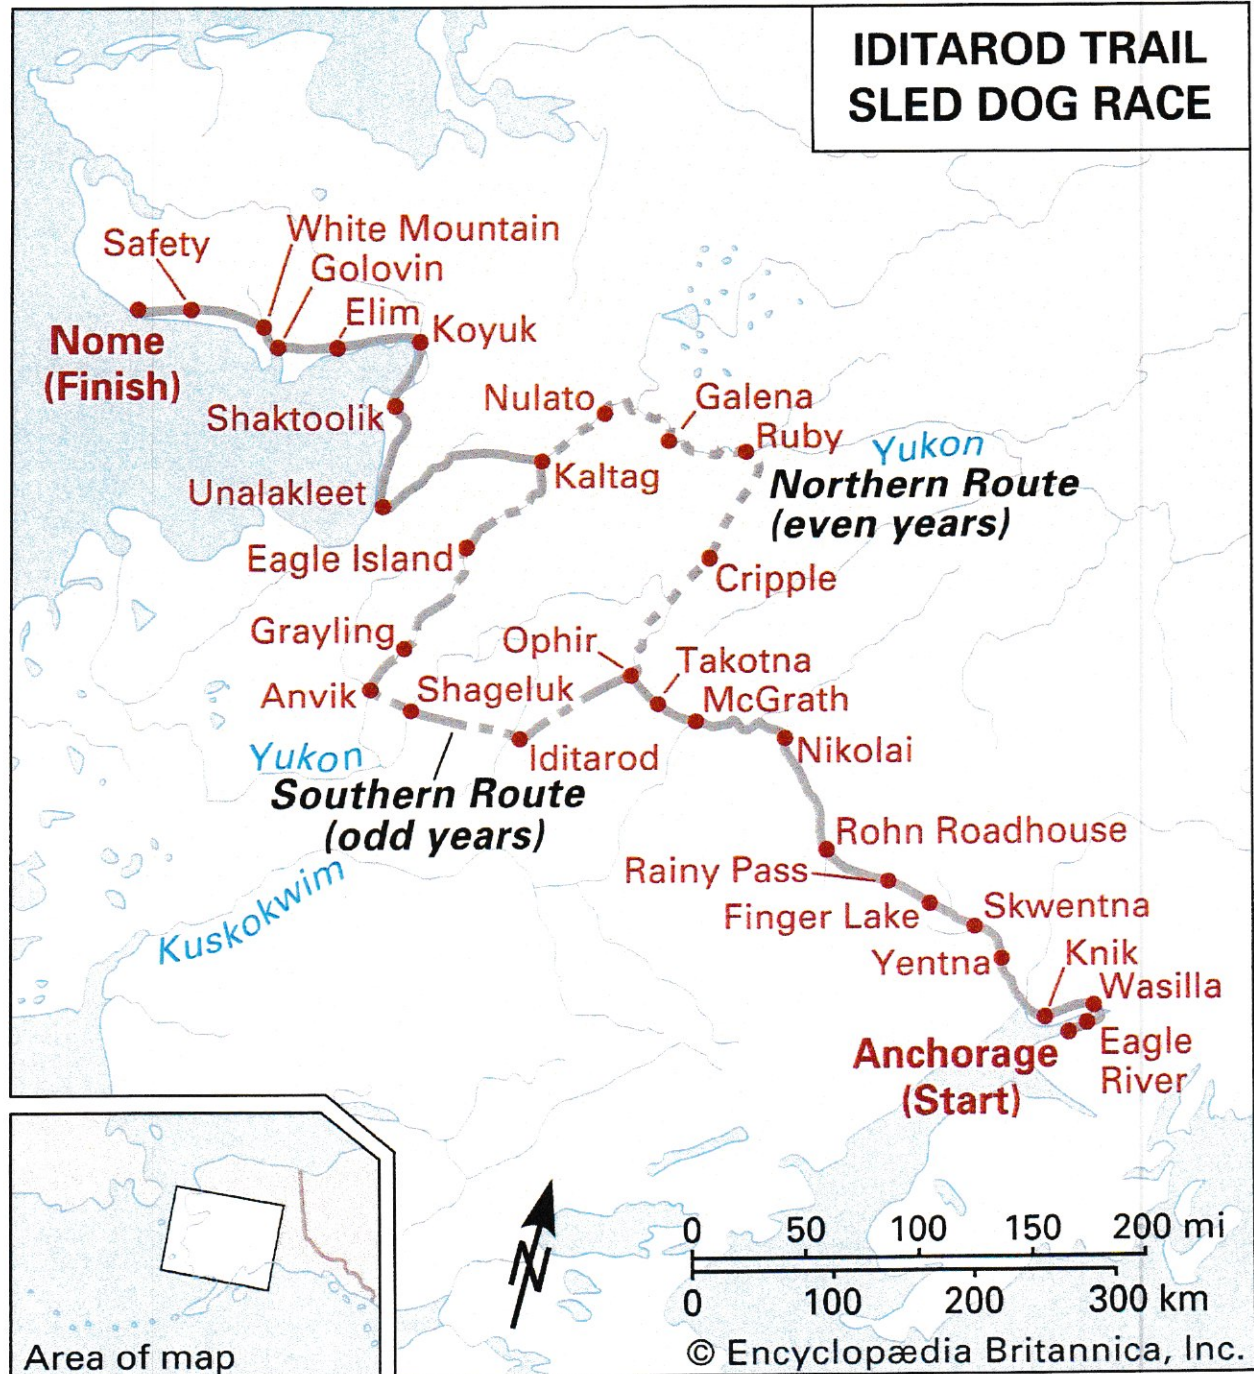 IDITAROD TRAIL
SLED DOG RACE
White Mountain
Safety
Golovin
Elim
Koyuk
Nome
(Finish)
Shaktoolik
Nulato
Galena
Ruby
Yukon
Unalakleet
Kaltag
Northern Route
(even years)
Eagle Island
Cripple
Grayling
Ophir
Takotna
Anvik
Shageluk
McGrath
Yukon
Iditarod
Nikolai
Southern Route
(odd years)
Rohn Roadhouse
Rainy Pass
Kuskokwim
Finger Lake
Skwentna
Yentna
Knik
Wasilla
Anchorage
(Start)
Eagle
River
N
0 50 100 150 200 mi
0 100 200 300 km
Area of map
© Encyclopædia Britannica, Inc.